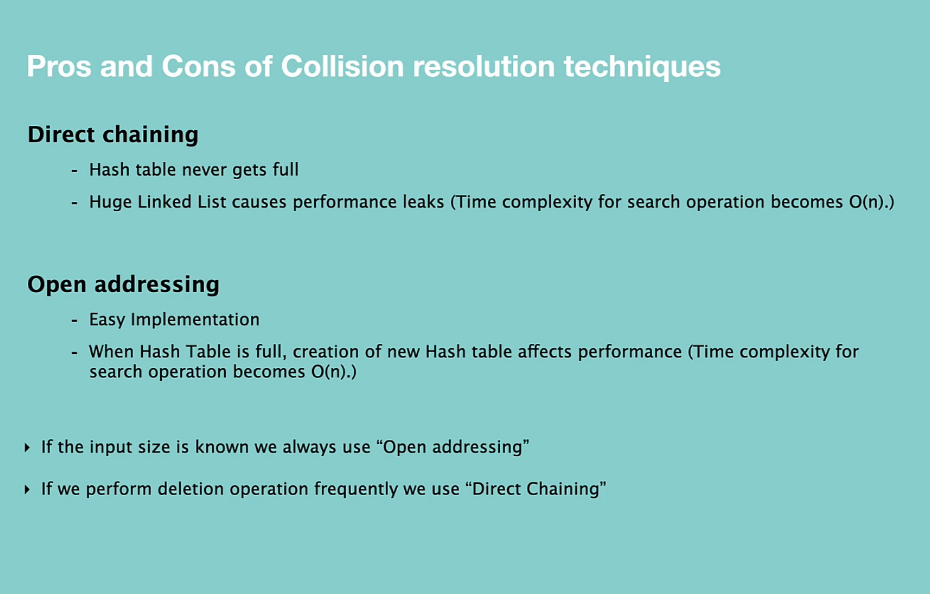 Pros and Cons of Collision resolution techniques
Direct chaining
- Hash table never gets full
- Huge Linked List causes performance leaks (Time complexity for search operation becomes O(n).)
Open addressing
- Easy Implementation
- When Hash Table is full, creation of new Hash table affects performance (Time complexity for
search operation becomes O(n).)
‣ If the input size is known we always use “Open addressing”
‣ If we perform deletion operation frequently we use “Direct Chaining”